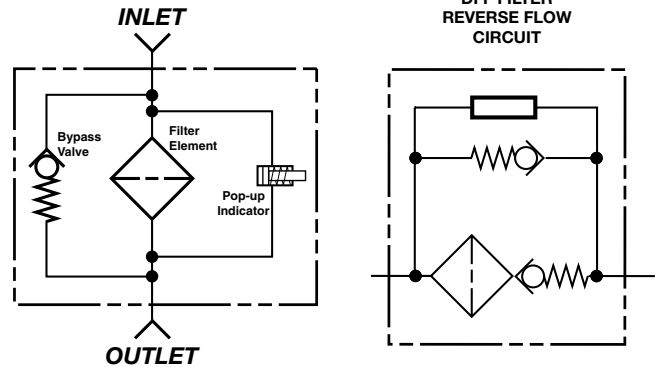 INLET
Bypass
Valve
Filter
Element
Pop-up
Indicator
OUTLET
REVERSE FLOW
CIRCUIT